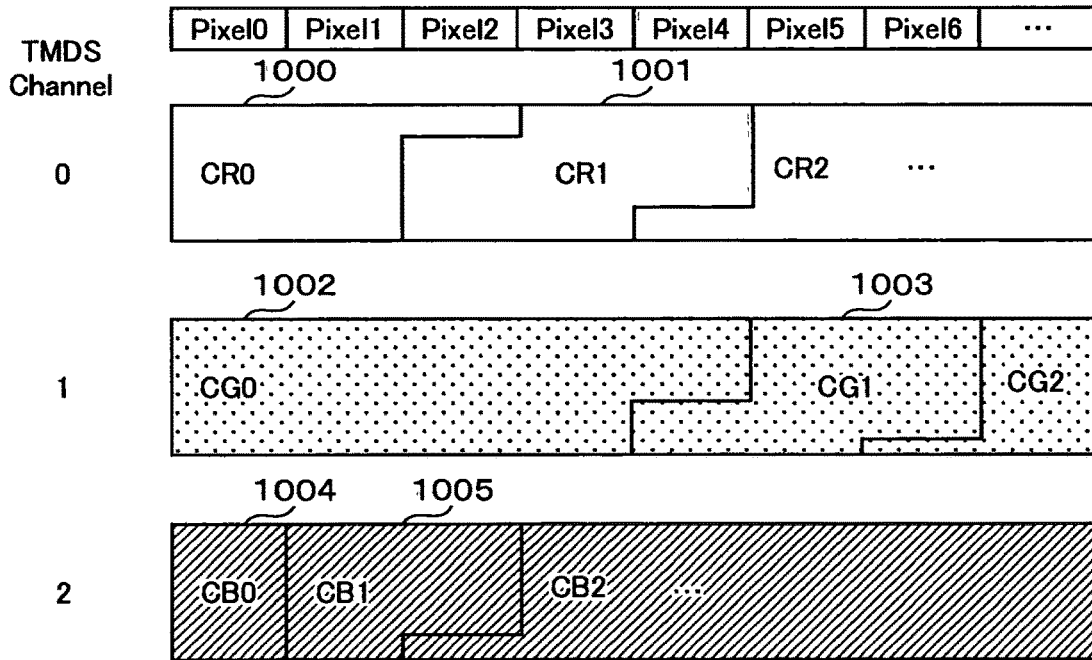 Pixel0 Pixel1 Pixel2 Pixel3 Pixel4 Pixel5 Pixel6 ...
TMDS
Channel
1000 1001
0 CR0 CR1 CR2 ...
1002 1003
1 CG0 CG1 CG2
1004 1005
2 CB0 CB1 CB2 ...